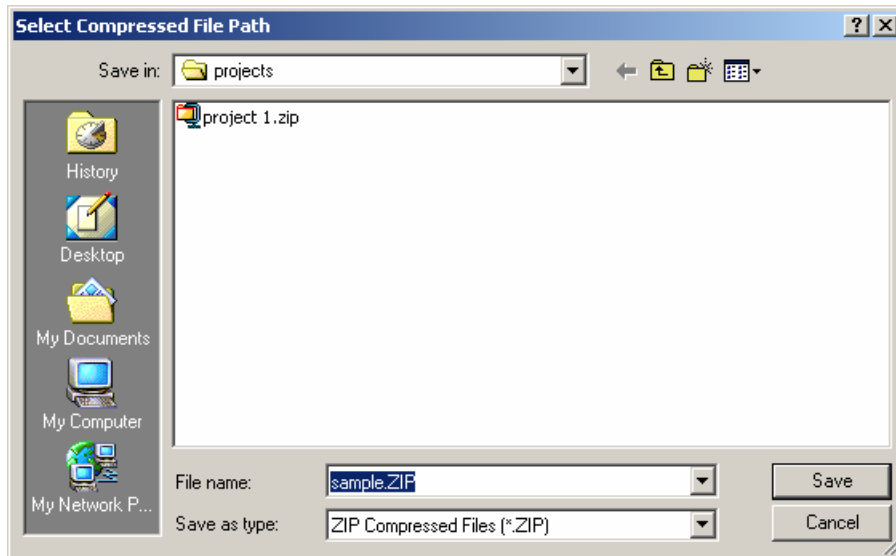 Select Compressed File Path
Save in: projects
project 1.zip
History
Desktop
My Documents
My Computer
My Network P...
File name: sample.ZIP Save
Save as type: ZIP Compressed Files (*.ZIP) Cancel